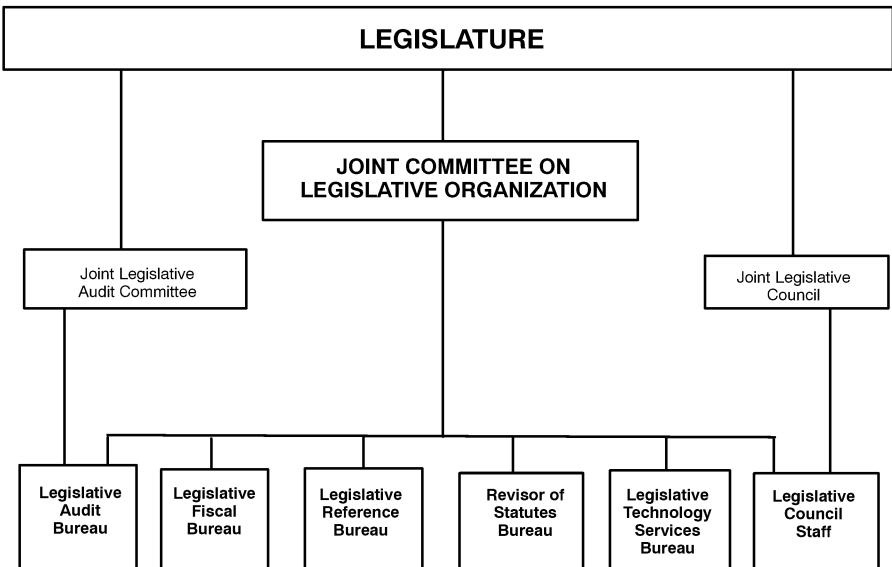 LEGISLATURE
JOINT COMMITTEE ON
LEGISLATIVE ORGANIZATION
Joint Legislative
Audit Committee
Joint Legislative
Council
Legislative
Audit
Bureau
Legislative
Fiscal
Bureau
Legislative
Reference
Bureau
Revisor of
Statutes
Bureau
Legislative
Technology
Services
Bureau
Legislative
Council
Staff